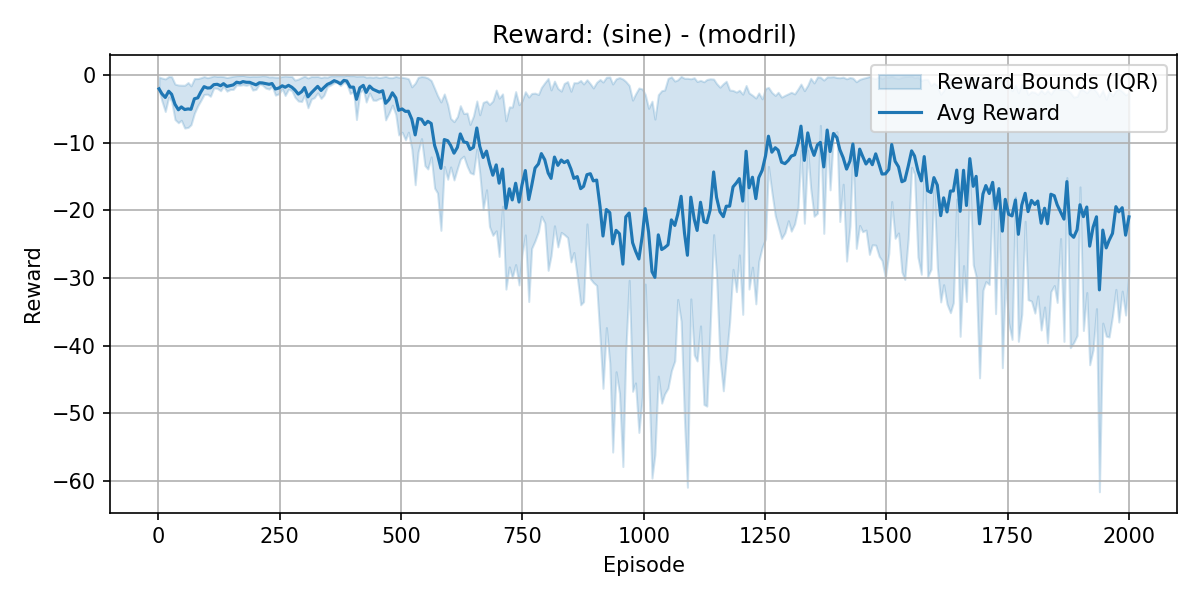 Reward: (sine) - (modril)
Reward Bounds (IQR)
Avg Reward
Reward
0
−10
−20
−30
−40
−50
−60
0 250 500 750 1000 1250 1500 1750 2000
Episode